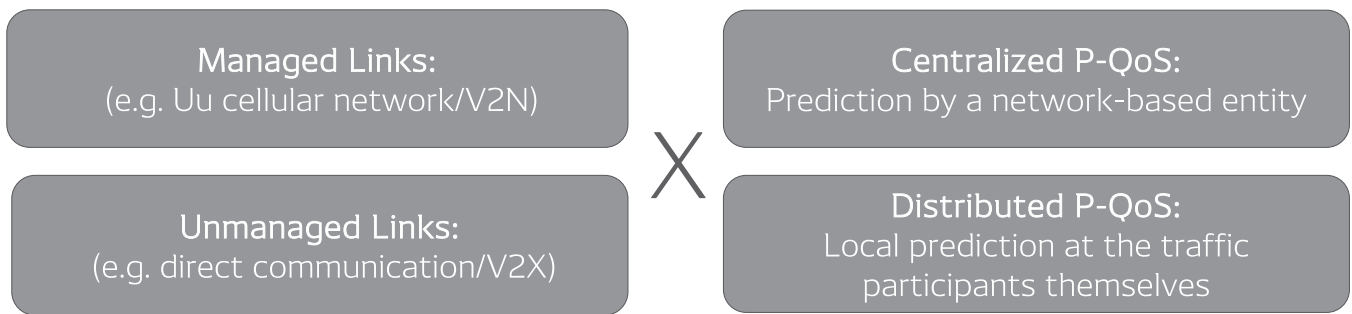 Managed Links:
(e.g. Uu cellular network/V2N)
Unmanaged Links:
(e.g. direct communication/V2X)
X
Centralized P-QoS:
Prediction by a network-based entity
Distributed P-QoS:
Local prediction at the traffic
participants themselves